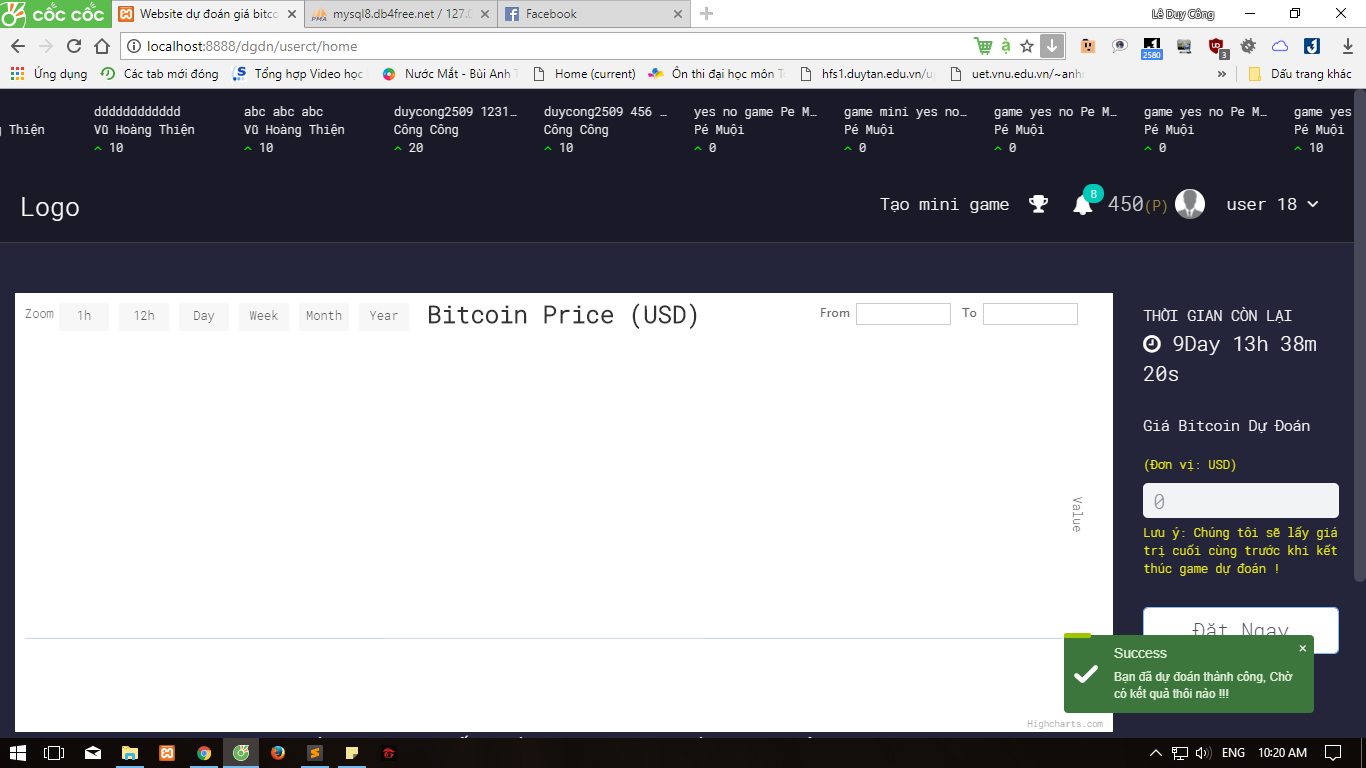 cốc cốc
Website dự đoán giá bitco
mysql8.db4free.net / 127.0
Facebook
Lê Duy Công
localhost:8888/dgdn/userct/home
Ứng dụng
Các tab mới đóng
Tổng hợp Video học
Nước Mắt - Bùi Anh T
Home (current)
Ôn thi đại học môn T
hfs1.duytan.edu.vn/up
uet.vnu.edu.vn/~anhn
Dấu trang khác
2580
3
dddddddddddd
abc abc abc
duycong2509 1231…
duycong2509 456 …
yes no game Pe M…
game mini yes no…
game yes no Pe M…
game yes no Pe M…
game yes
g Thiện
Vũ Hoàng Thiện
Vũ Hoàng Thiện
Công Công
Công Công
Pé Muội
Pé Muội
Pé Muội
Pé Muội
Pé Muội
10
10
20
10
0
0
0
0
10
Logo
Tạo mini game
8
450(P)
user 18
Zoom
1h
12h
Day
Week
Month
Year
Bitcoin Price (USD)
From
To
Value
Highcharts.com
THỜI GIAN CÒN LẠI
9Day 13h 38m
20s
Giá Bitcoin Dự Đoán
(Đơn vị: USD)
0
Lưu ý: Chúng tôi sẽ lấy giá
trị cuối cùng trước khi kết
thúc game dự đoán !
Đặt Ngay
Success
×
Bạn đã dự đoán thành công, Chờ
có kết quả thôi nào !!!
ENG
10:20 AM